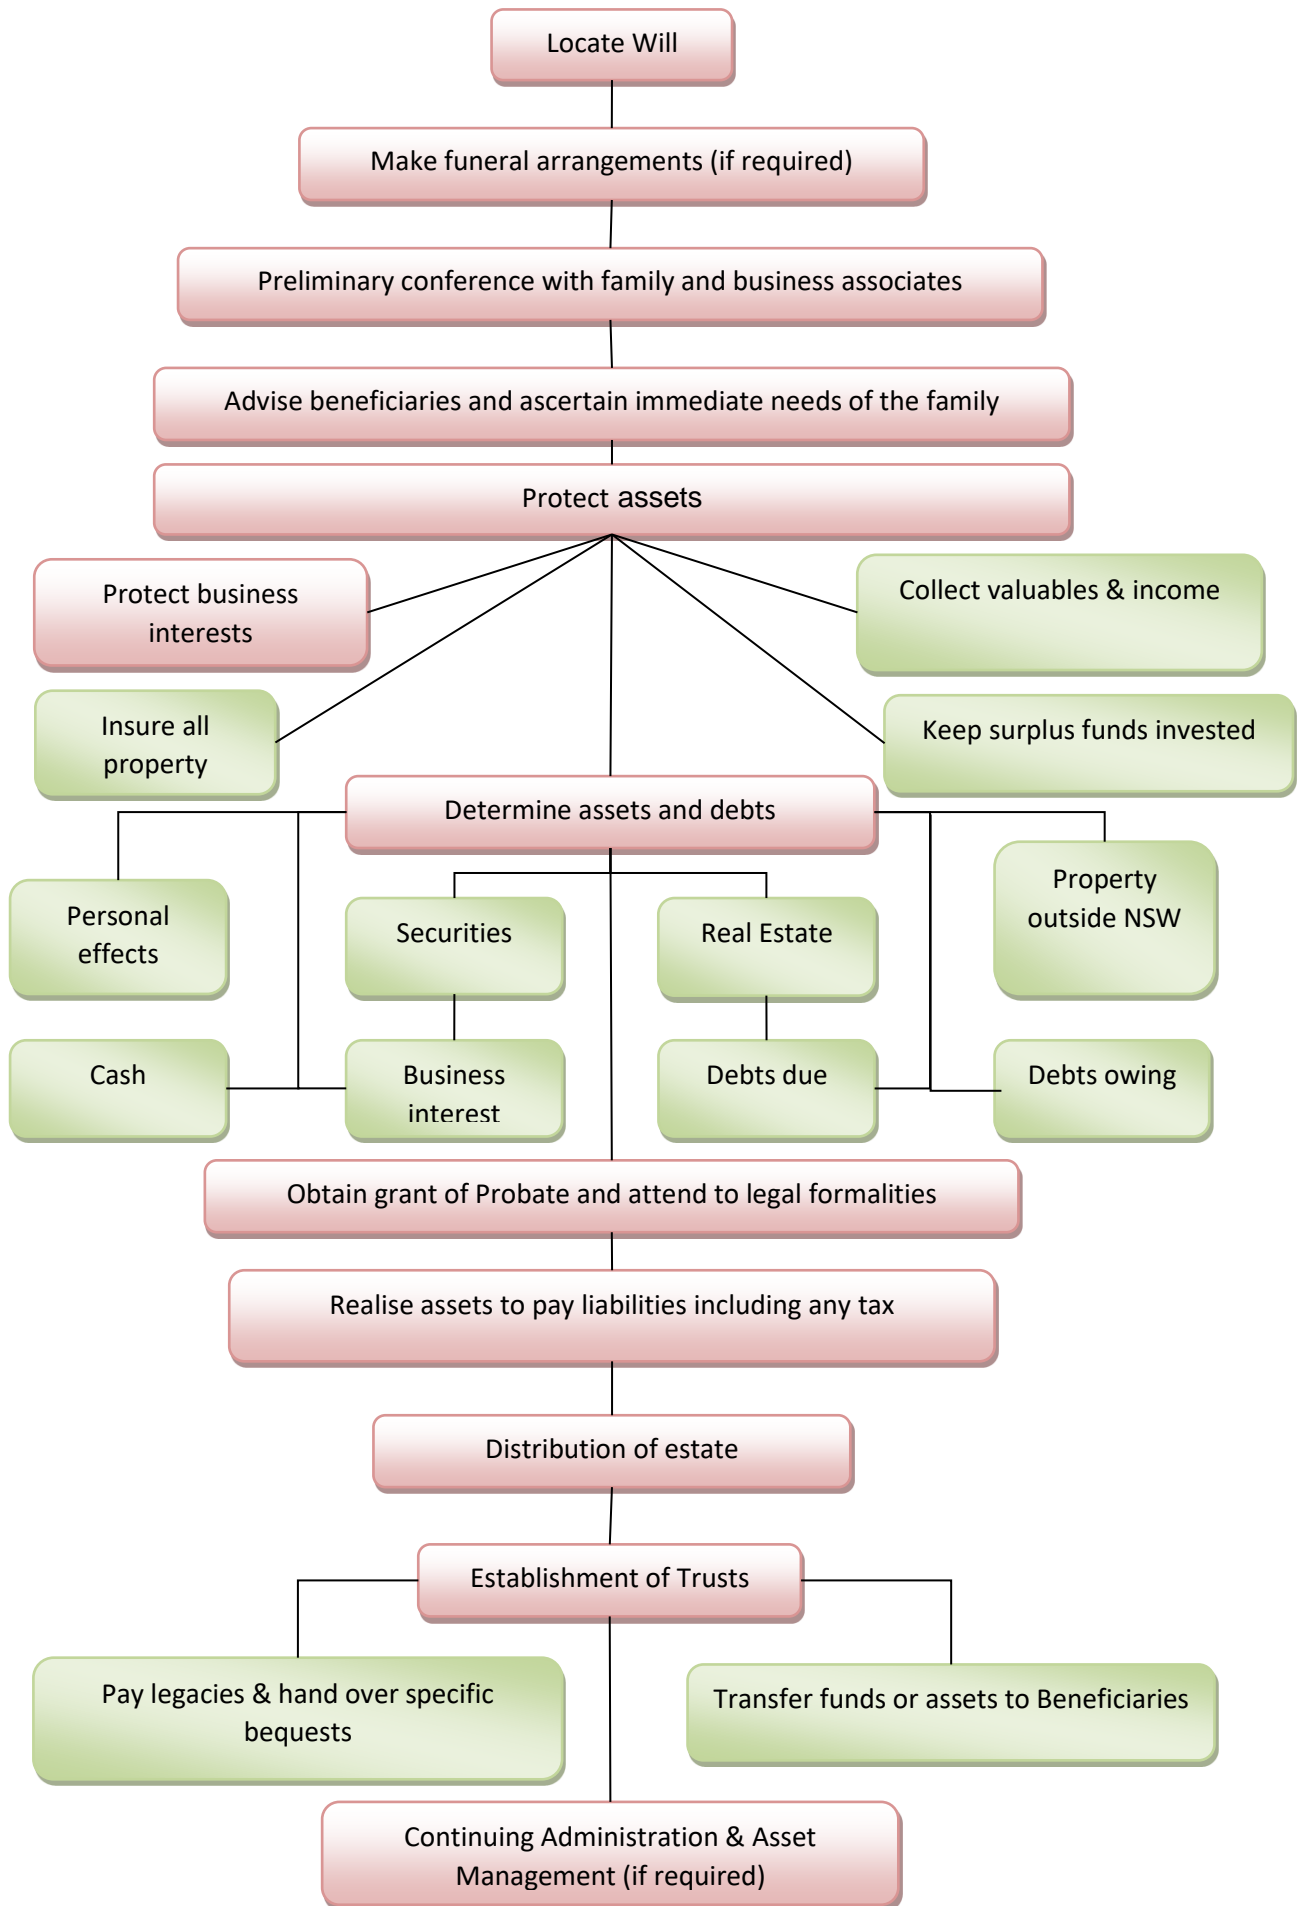 Locate Will
Make funeral arrangements (if required)
Preliminary conference with family and business associates
Advise beneficiaries and ascertain immediate needs of the family
Protect assets
Protect business
interests
Collect valuables & income
Insure all
property
Keep surplus funds invested
Determine assets and debts
Personal
effects
Securities
Real Estate
Property
outside NSW
Cash
Business
interest
Debts due
Debts owing
Obtain grant of Probate and attend to legal formalities
Realise assets to pay liabilities including any tax
Distribution of estate
Establishment of Trusts
Pay legacies & hand over specific
bequests
Transfer funds or assets to Beneficiaries
Continuing Administration & Asset
Management (if required)